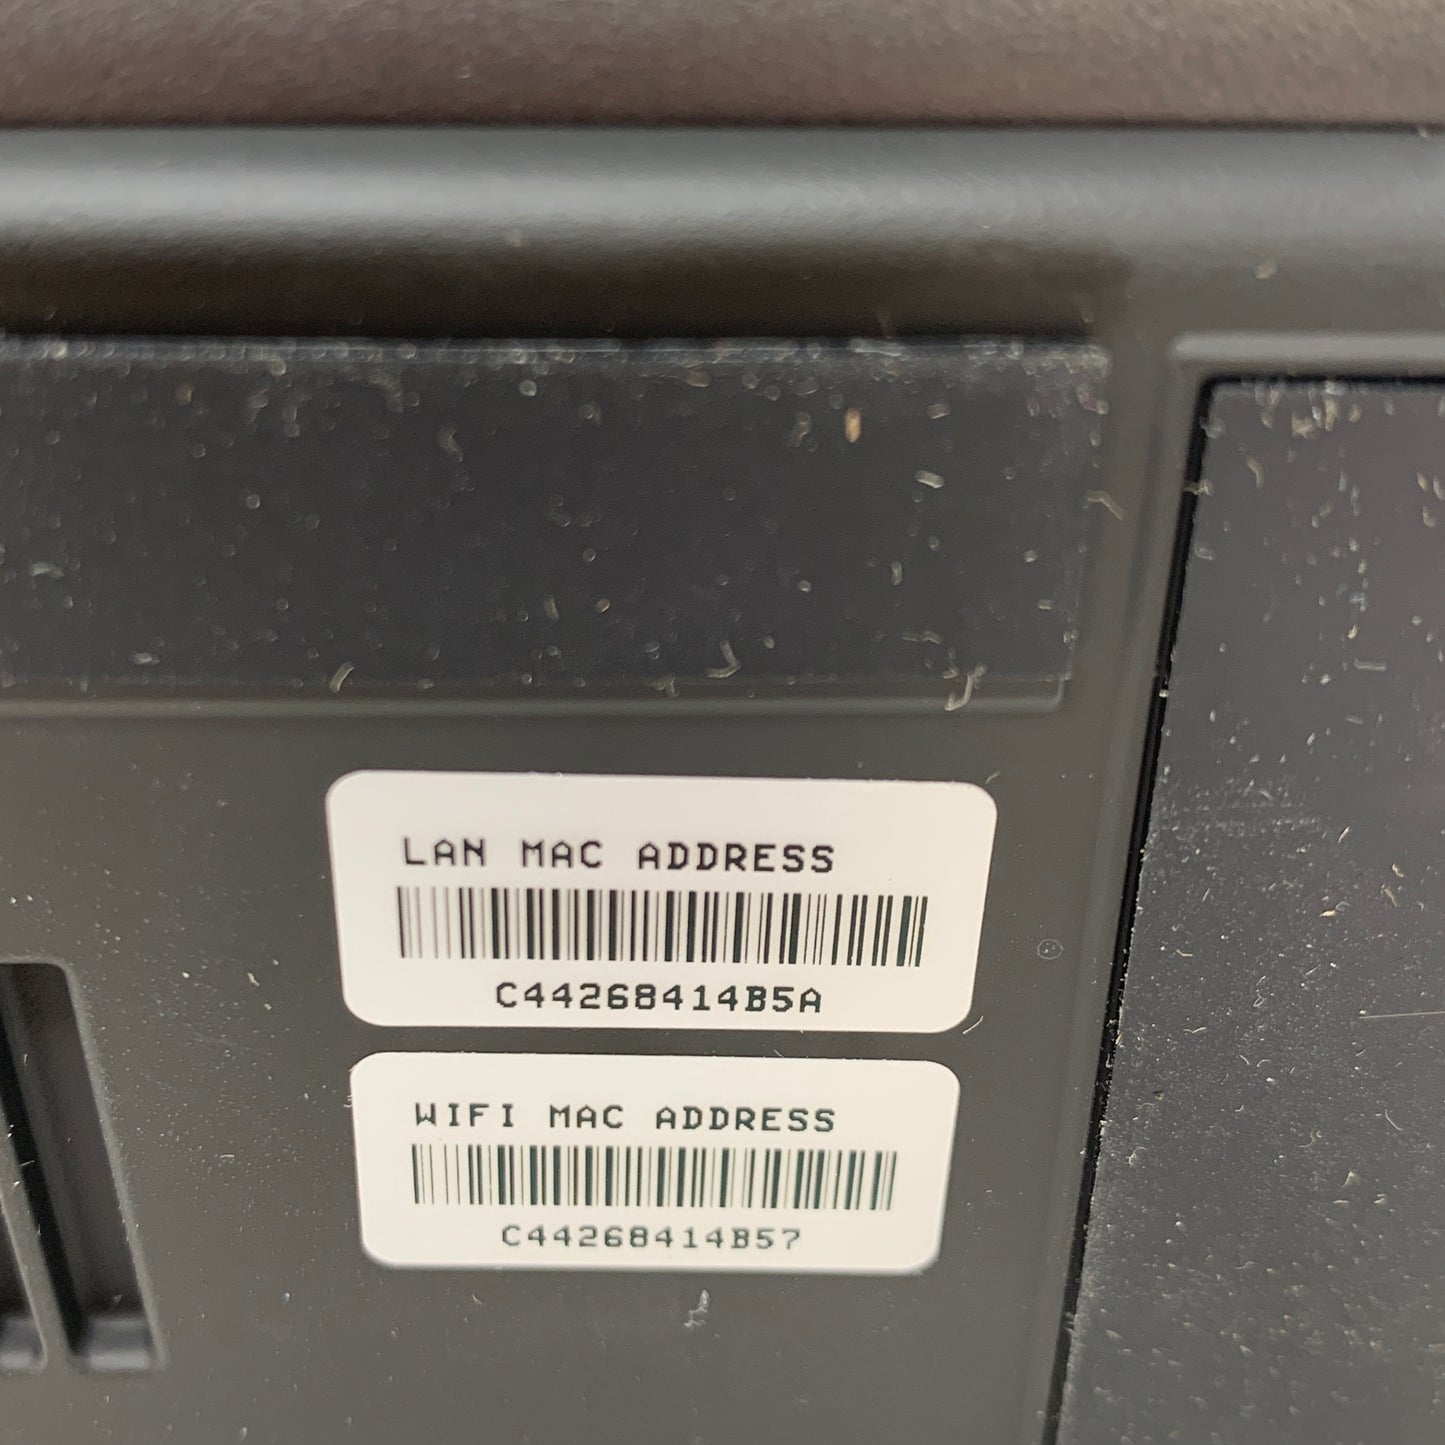 LAN MAC ADDRESS
C44268414B5A
WIFI MAC ADDRESS
C44268414B57